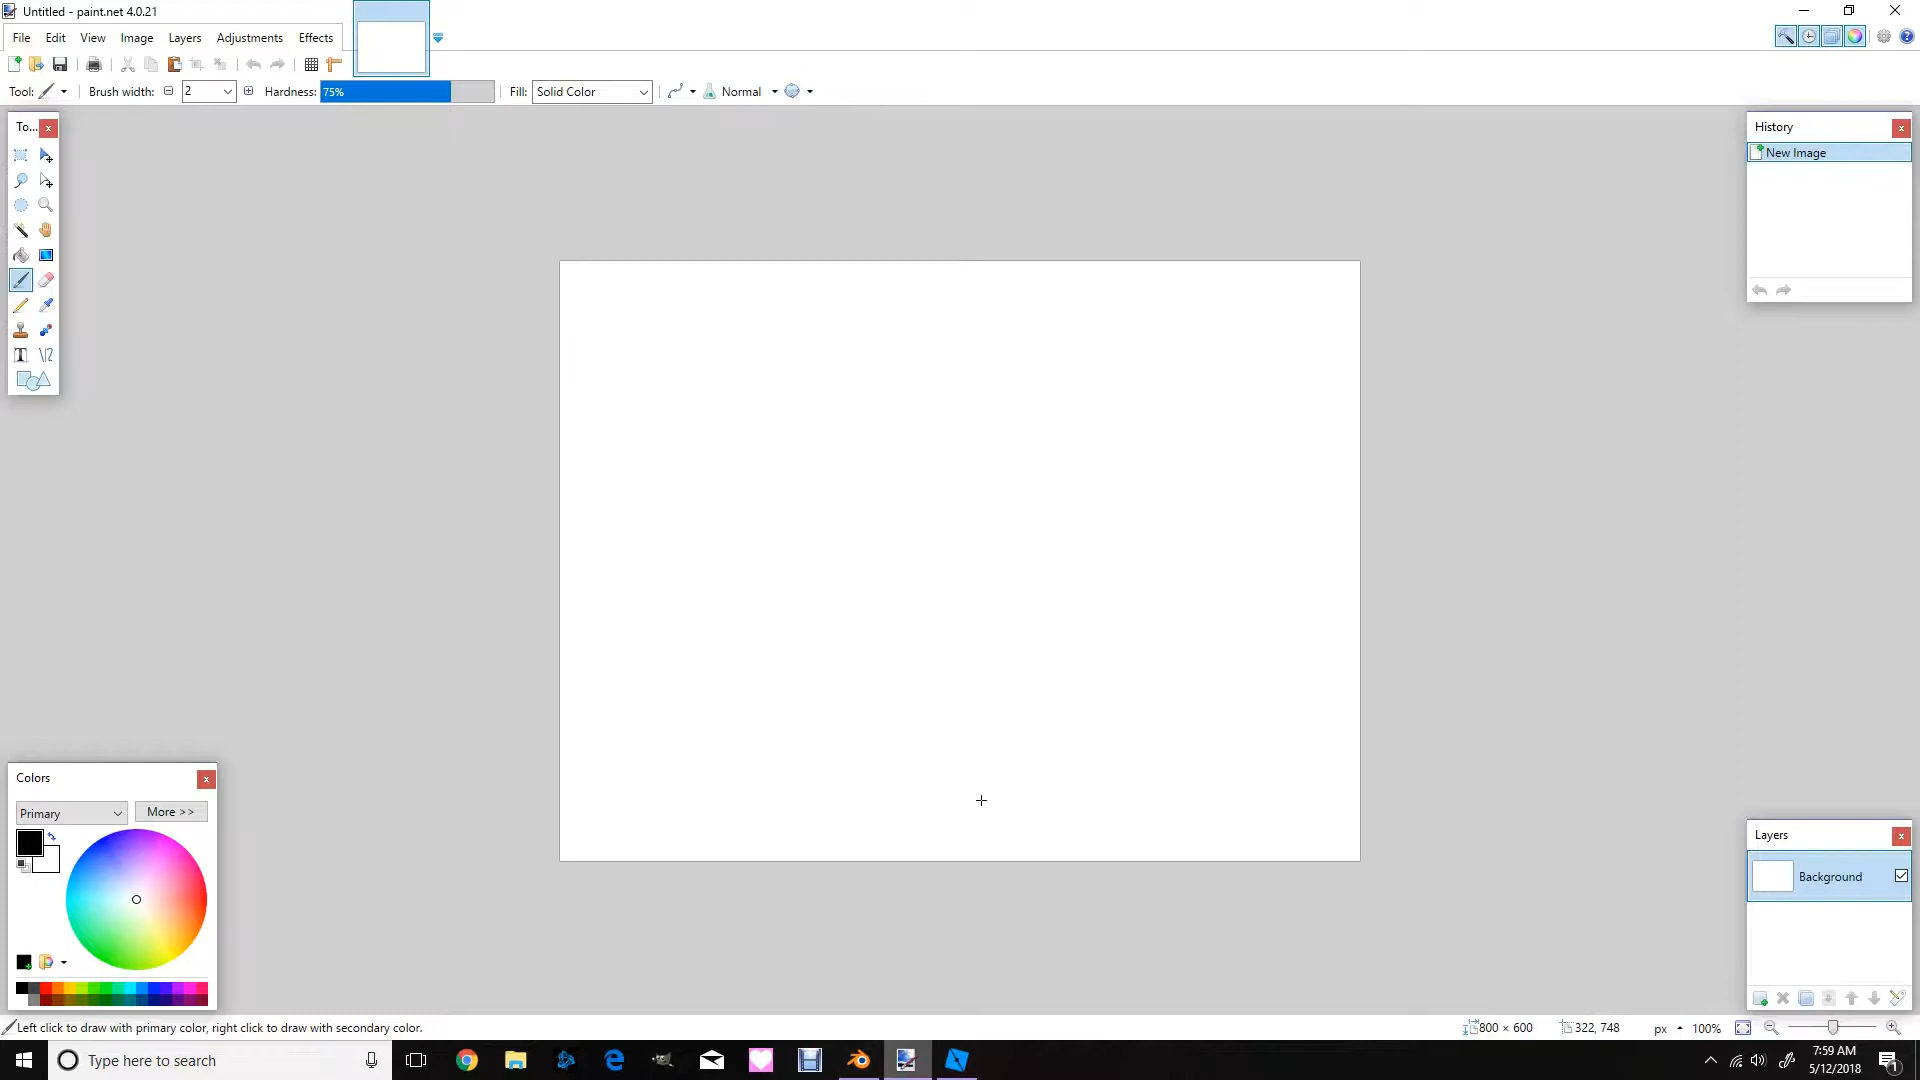 Untitled - paint.net 4.0.21
File Edit View Image Layers Adjustments Effects
Tool: Brush width: 2 Hardness: 75% Fill: Solid Color Normal
To...
History
New Image
Colors
Primary More >>
Layers
Background
Left click to draw with primary color, right click to draw with secondary color.
800 × 600 322, 748 px 100%
Type here to search
7:59 AM
5/12/2018
1